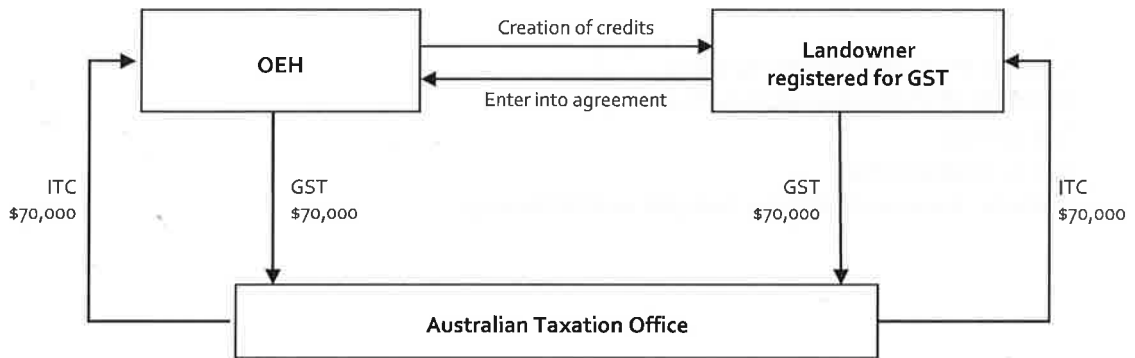 Creation of credits
OEH
Landowner
registered for GST
Enter into agreement
ITC
$70,000
GST
$70,000
GST
$70,000
ITC
$70,000
Australian Taxation Office